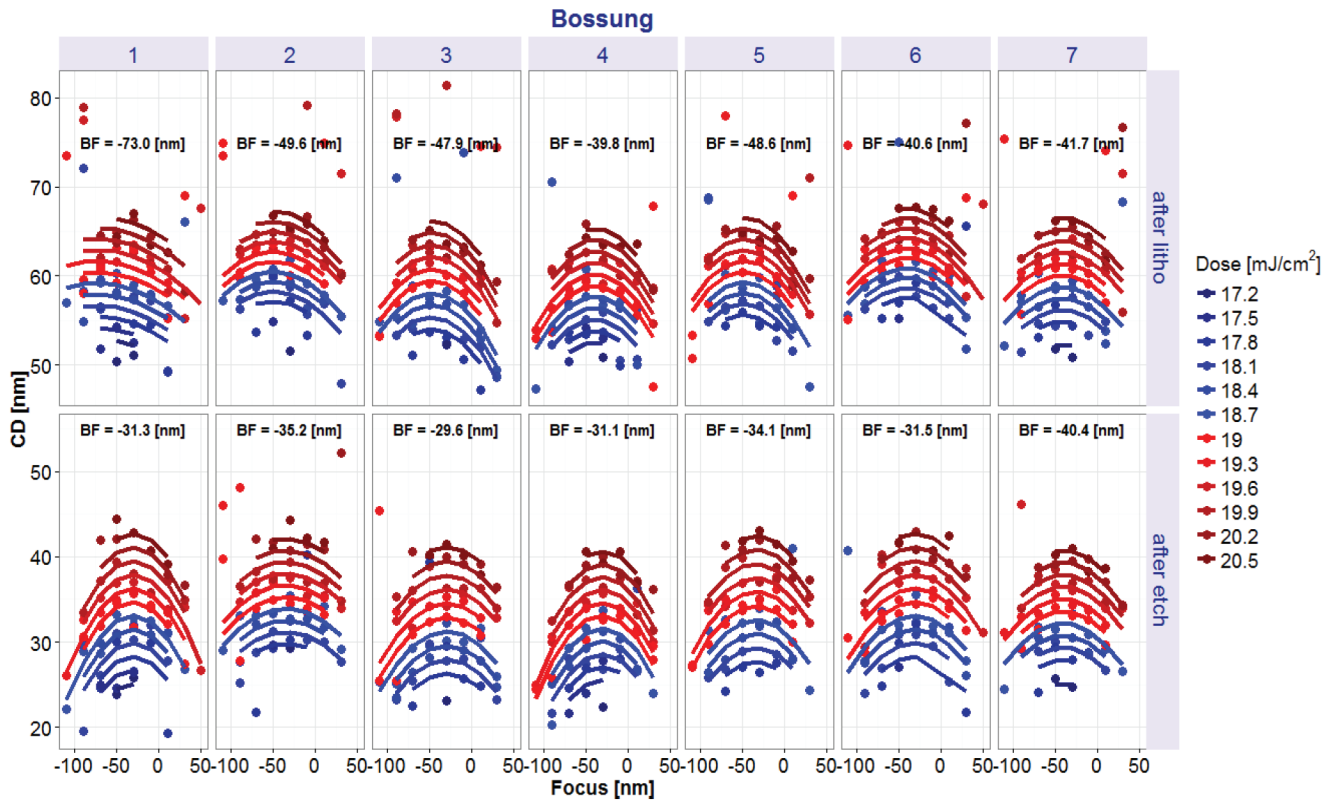 Bossung
1 2 3 4 5 6 7
80
70
60
50
BF = -73.0 [nm] BF = -49.6 [nm] BF = -47.9 [nm] BF = -39.8 [nm] BF = -48.6 [nm] BF = -40.6 [nm] BF = -41.7 [nm]
after litho
CD [nm]
50
40
30
20
BF = -31.3 [nm] BF = -35.2 [nm] BF = -29.6 [nm] BF = -31.1 [nm] BF = -34.1 [nm] BF = -31.5 [nm] BF = -40.4 [nm]
after etch
-100 -50 0 50 -100 -50 0 50 -100 -50 0 50 -100 -50 0 50 -100 -50 0 50 -100 -50 0 50 -100 -50 0 50
Focus [nm]
Dose [mJ/cm²]
17.2
17.5
17.8
18.1
18.4
18.7
19
19.3
19.6
19.9
20.2
20.5